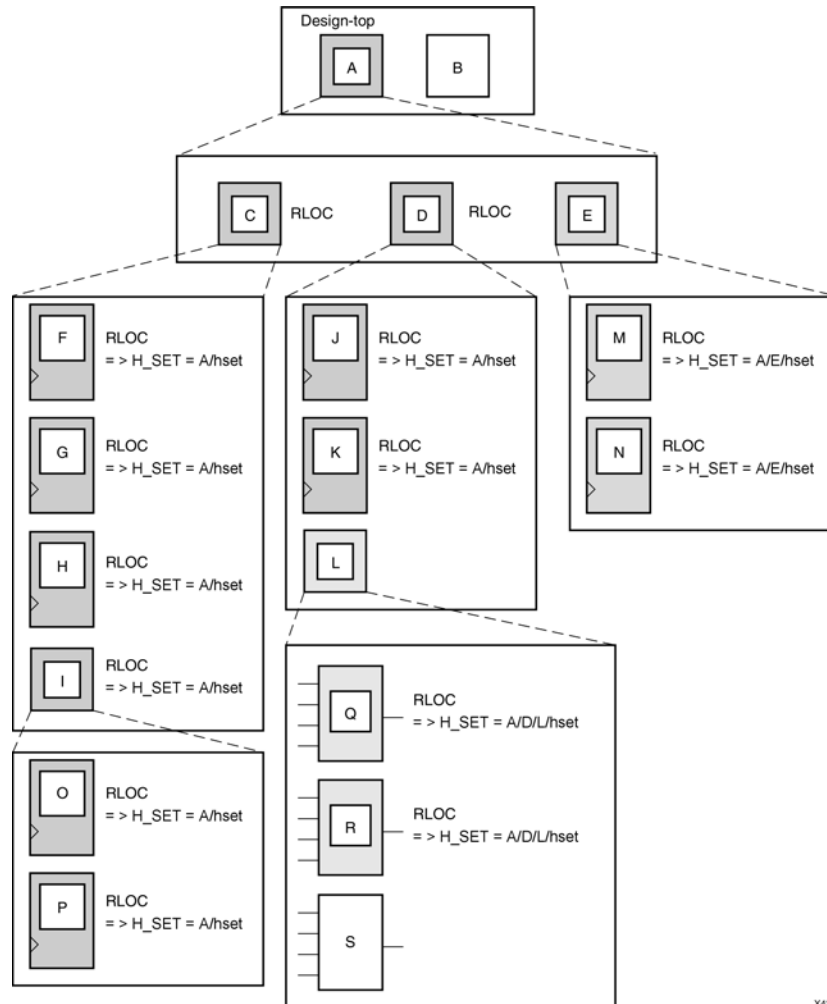 Design-top
A
B
C
RLOC
D
RLOC
E
F
RLOC
= > H_SET = A/hset
G
RLOC
= > H_SET = A/hset
H
RLOC
= > H_SET = A/hset
I
RLOC
= > H_SET = A/hset
J
RLOC
= > H_SET = A/hset
K
RLOC
= > H_SET = A/hset
L
M
RLOC
= > H_SET = A/E/hset
N
RLOC
= > H_SET = A/E/hset
O
RLOC
= > H_SET = A/hset
P
RLOC
= > H_SET = A/hset
Q
RLOC
= > H_SET = A/D/L/hset
R
RLOC
= > H_SET = A/D/L/hset
S